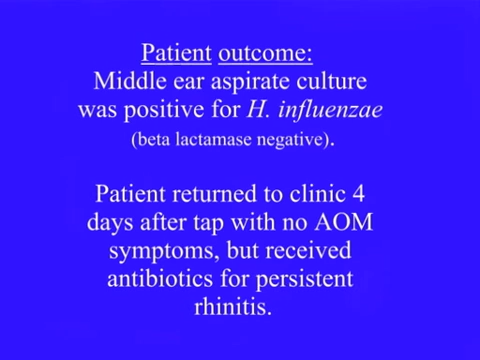 Patient outcome:
Middle ear aspirate culture
was positive for H. influenzae
(beta lactamase negative).
Patient returned to clinic 4
days after tap with no AOM
symptoms, but received
antibiotics for persistent
rhinitis.